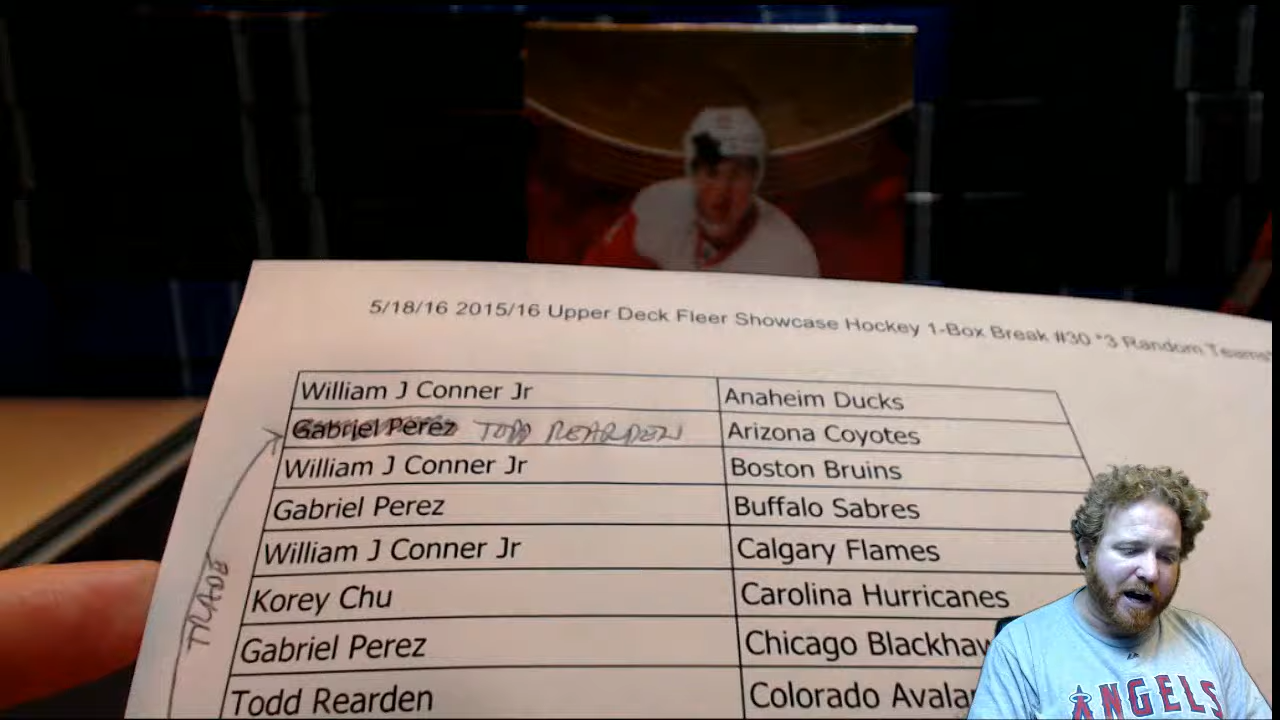 5/18/16 2015/16 Upper Deck Fleer Showcase Hockey 1-Box Break #30 *3 Random Teams*
William J Conner Jr Anaheim Ducks
Gabriel Perez TODD REARDEN Arizona Coyotes
William J Conner Jr Boston Bruins
Gabriel Perez Buffalo Sabres
William J Conner Jr Calgary Flames
Korey Chu Carolina Hurricanes
Gabriel Perez Chicago Blackhaw
Todd Rearden Colorado Avala
TRADE
ANGELS